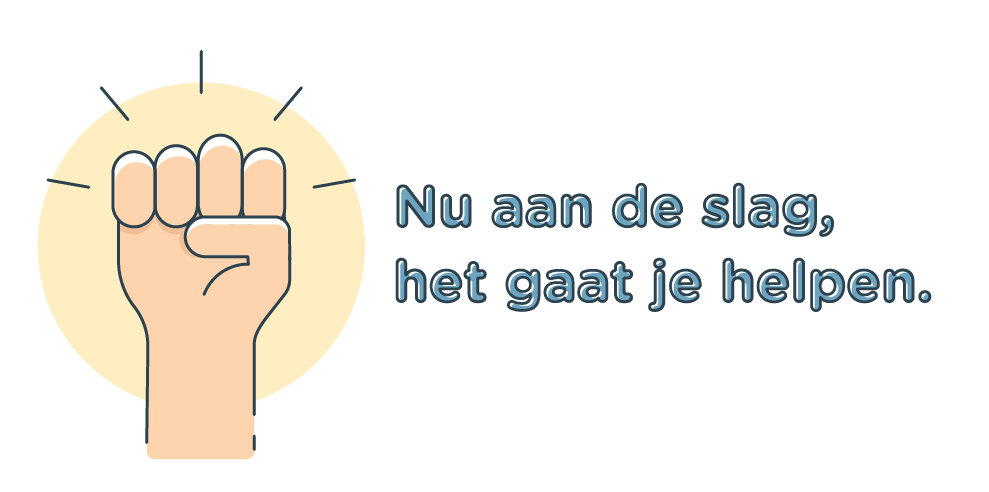 Nu aan de slag,
het gaat je helpen.